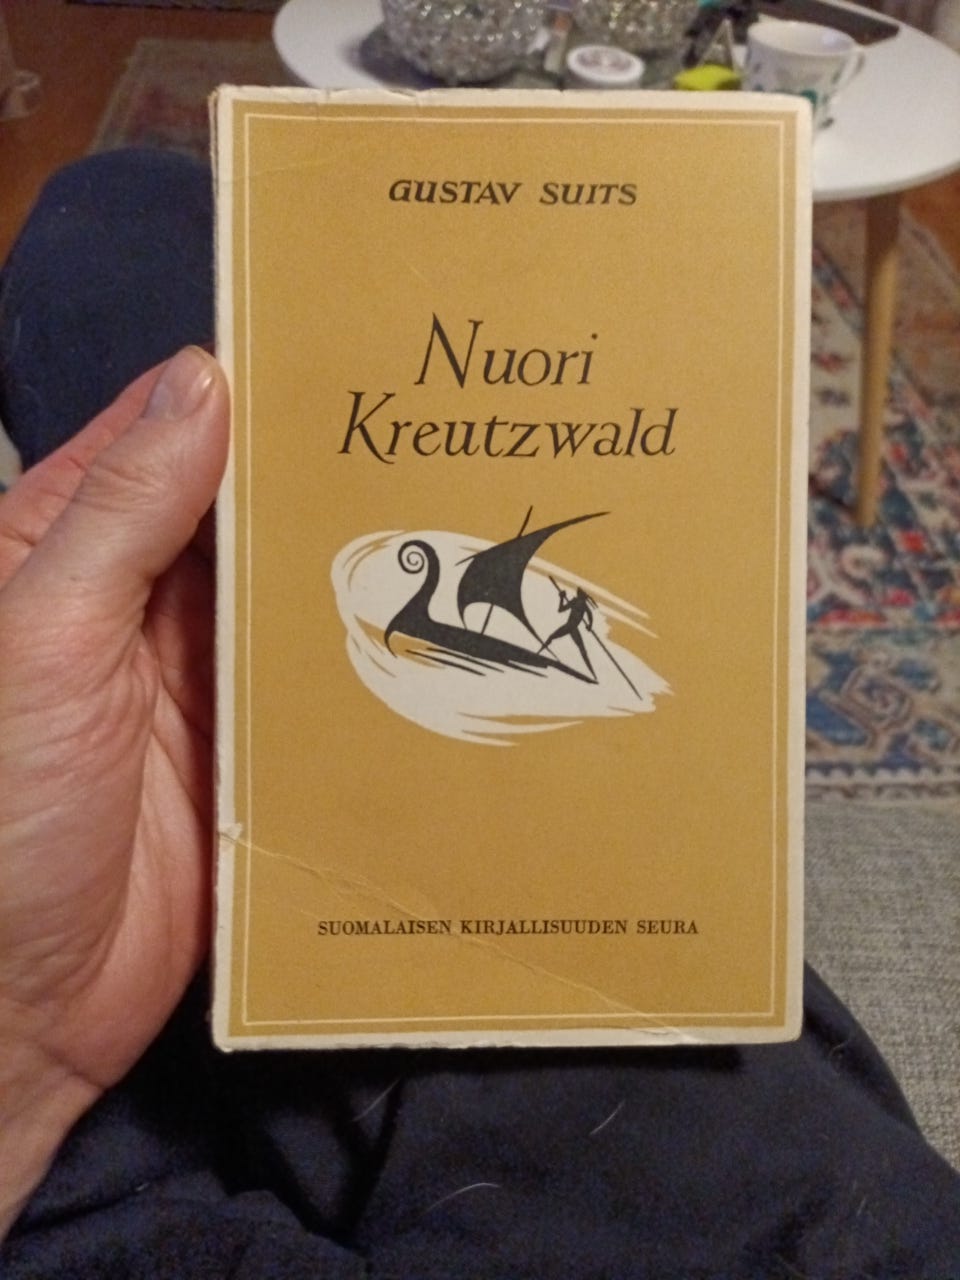 GUSTAV SUITS
Nuori
Kreutzwald
SUOMALAISEN KIRJALLISUUDEN SEURA